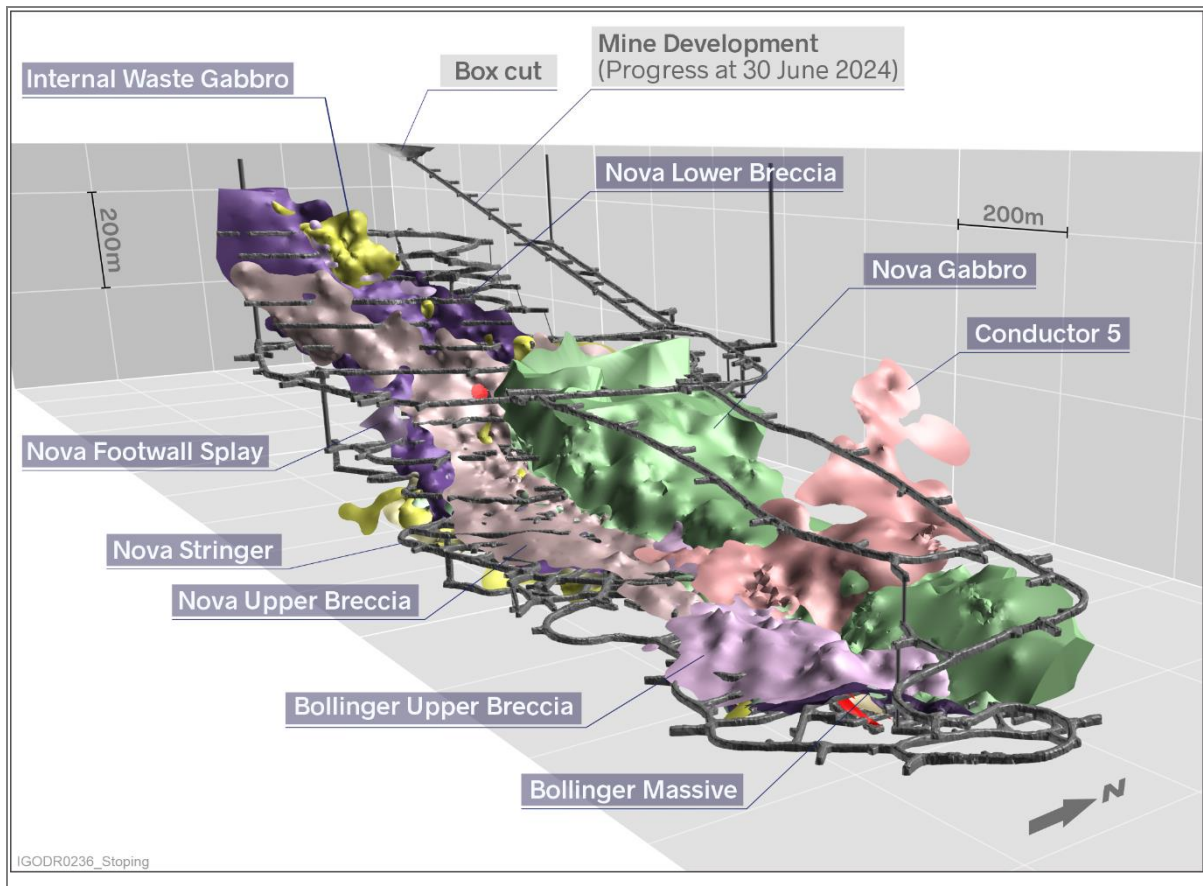 Mine Development
(Progress at 30 June 2024)
Box cut
Internal Waste Gabbro
Nova Lower Breccia
200m
200m
Nova Gabbro
Conductor 5
Nova Footwall Splay
Nova Stringer
Nova Upper Breccia
Bollinger Upper Breccia
Bollinger Massive
N
IGODR0236_Stoping